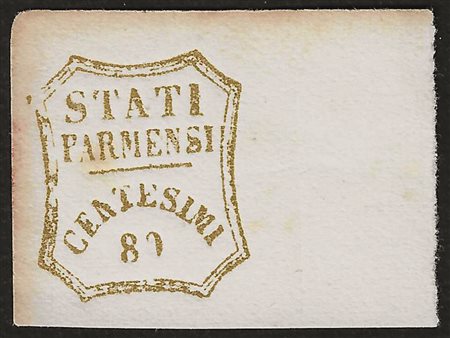 STATI
PARMENSI
CENTESIMI
80